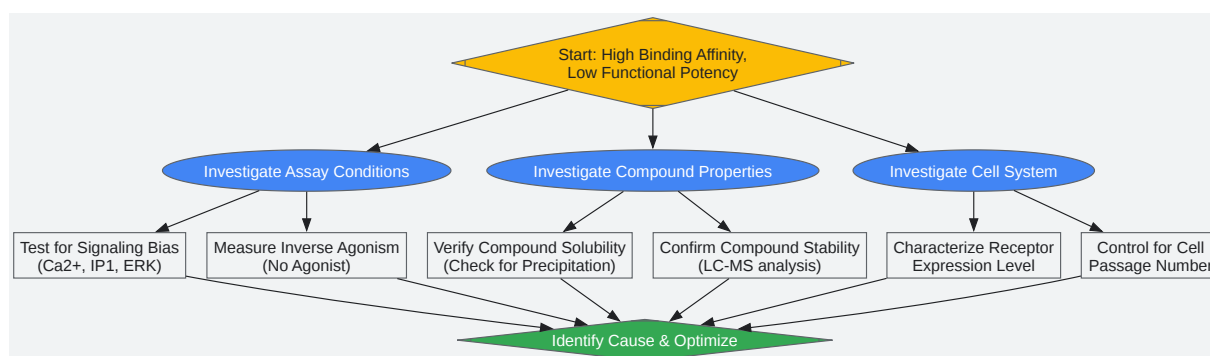 Start: High Binding Affinity,
Low Functional Potency
Investigate Assay Conditions
Investigate Compound Properties
Investigate Cell System
Test for Signaling Bias
(Ca2+, IP1, ERK)
Measure Inverse Agonism
(No Agonist)
Verify Compound Solubility
(Check for Precipitation)
Confirm Compound Stability
(LC-MS analysis)
Characterize Receptor
Expression Level
Control for Cell
Passage Number
Identify Cause & Optimize